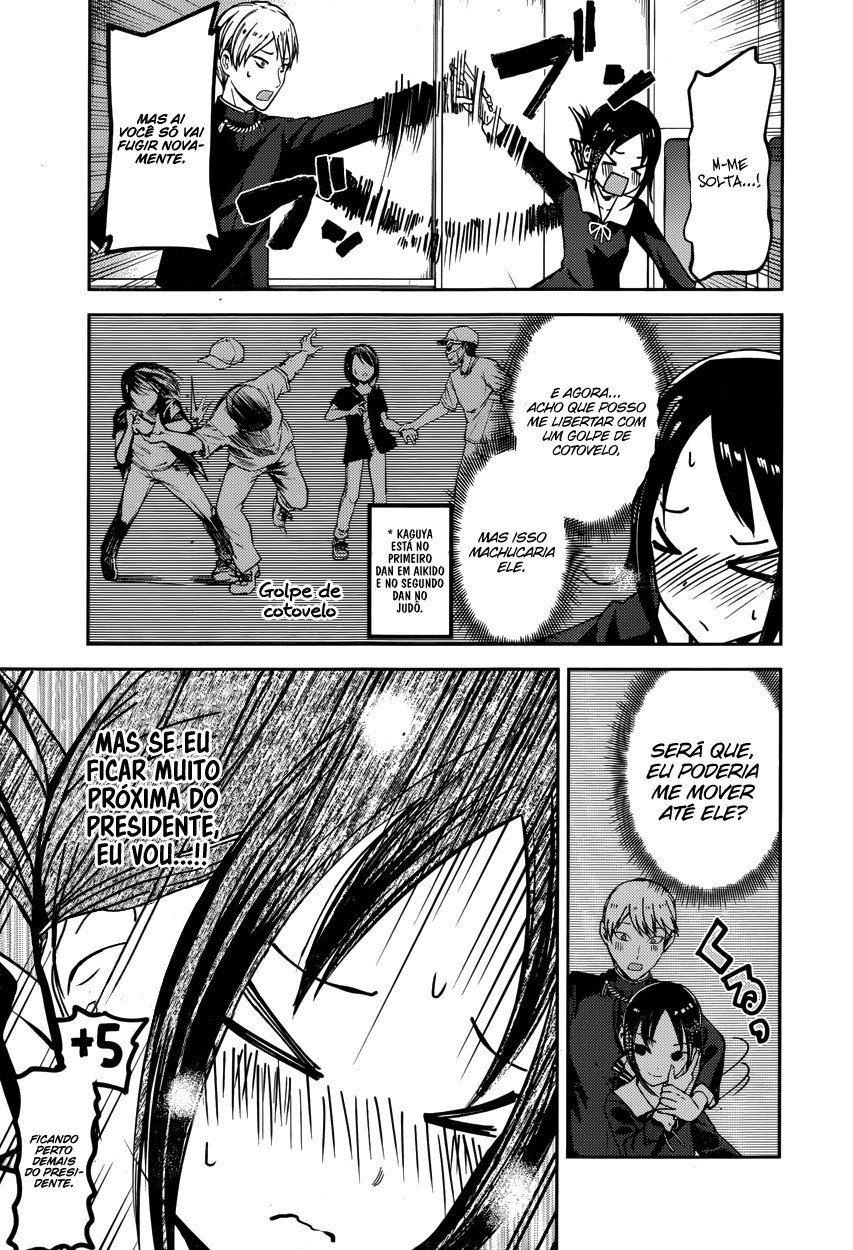 M-ME
SOLTA...!
MAS AI
VOCÊ SÓ VAI
FUGIR NOVA-
MENTE.
E AGORA...
ACHO QUE POSSO
ME LIBERTAR COM
UM GOLPE DE
COTOVELO,
MAS ISSO
MACHUCARIA
ELE.
* KAGUYA
ESTÁ NO
PRIMEIRO
DAN EM AIKIDO
E NO SEGUNDO
DAN NO
JUDÔ.
Golpe de
cotovelo
SERÁ QUE,
EU PODERIA
ME MOVER
ATÉ ELE?
MAS SE EU
FICAR MUITO
PRÓXIMA DO
PRESIDENTE,
EU VOU...!!
+5
FICANDO
PERTO
DEMAIS
DO PRESI-
DENTE.